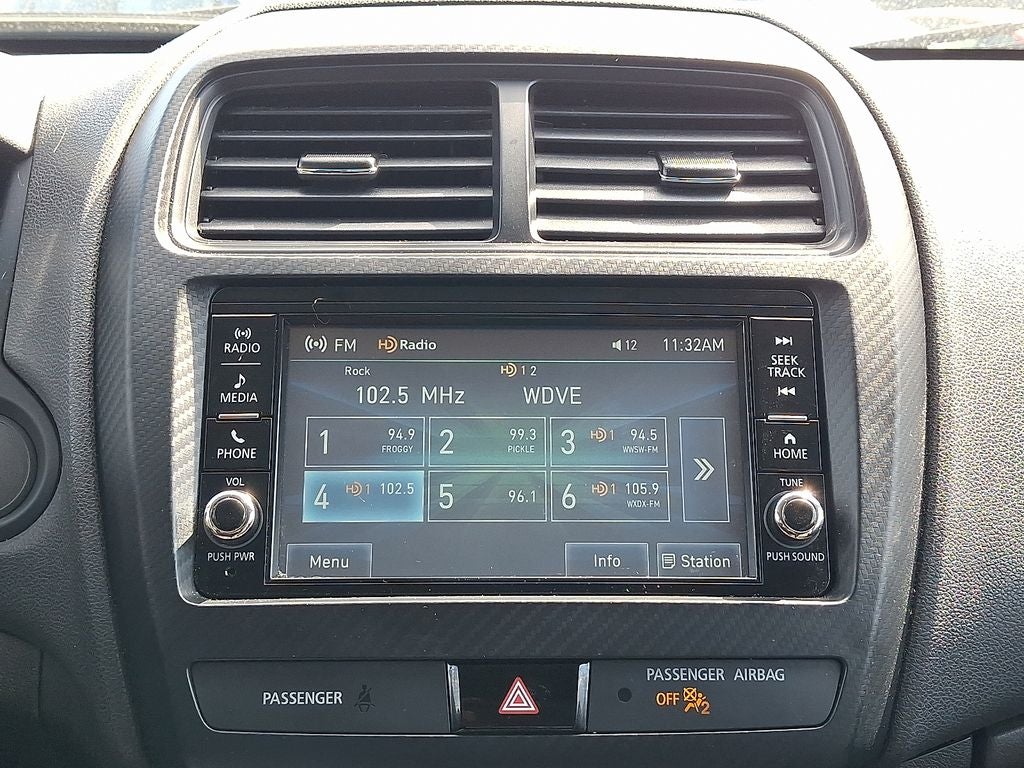 RADIO
MEDIA
PHONE
VOL
PUSH PWR
FM HD Radio 12 11:32AM
Rock HD 1 2
102.5 MHz WDVE
1 94.9 FROGGY
2 99.3 PICKLE
3 HD 1 94.5 WWSW-FM
4 HD 1 102.5
5 96.1
6 HD 1 105.9 WXDX-FM
Menu Info Station
SEEK
TRACK
HOME
TUNE
PUSH SOUND
PASSENGER
PASSENGER AIRBAG
OFF 2